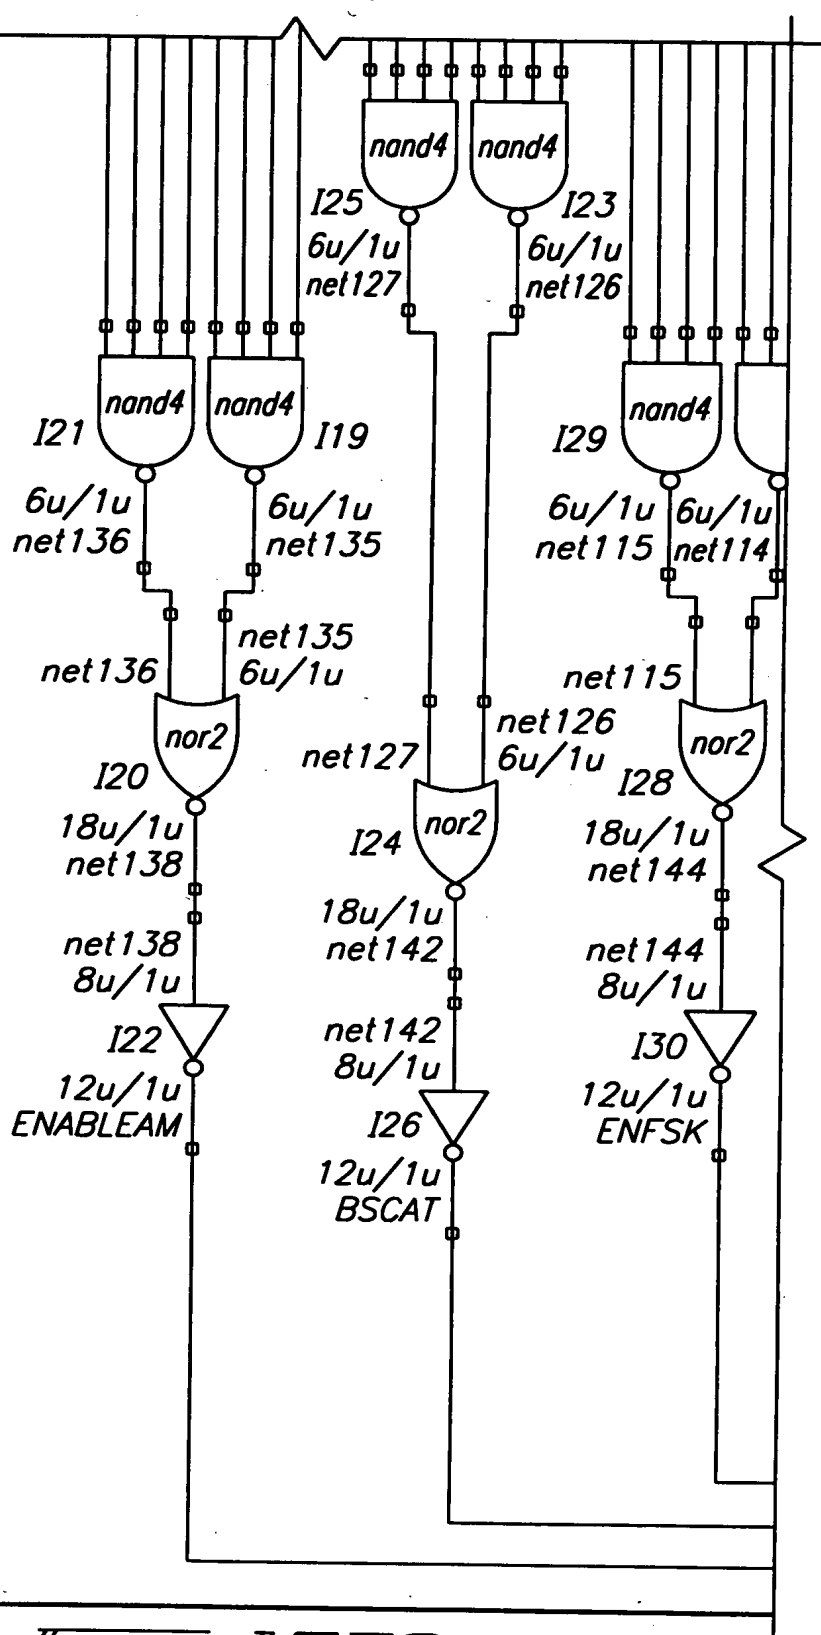 nand4 nand4
I25 I23
6u/1u 6u/1u
net127 net126
nand4 nand4 nand4
I21 I19 I29
6u/1u 6u/1u 6u/1u 6u/1u
net136 net135 net115 net114
net135
net136 6u/1u net115
net126
nor2 nor2
net127 6u/1u
I20 I28
nor2
18u/1u I24 18u/1u
net138 net144
18u/1u
net138 net142 net144
8u/1u 8u/1u
net142
I22 8u/1u I30
12u/1u 12u/1u
ENABLEAM I26 ENFSK
12u/1u
BSCAT